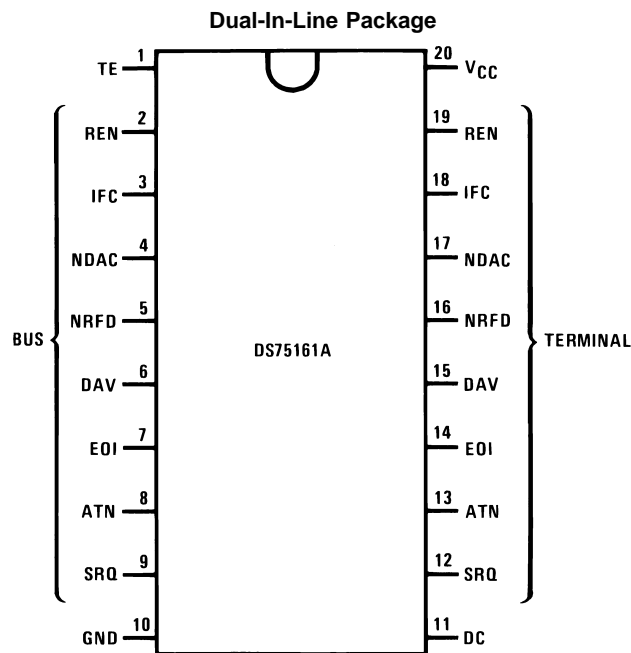 Dual-In-Line Package
TE 1 20 VCC
REN 2 19 REN
IFC 3 18 IFC
NDAC 4 17 NDAC
NRFD 5 16 NRFD
BUS DS75161A TERMINAL
DAV 6 15 DAV
EOI 7 14 EOI
ATN 8 13 ATN
SRQ 9 12 SRQ
GND 10 11 DC